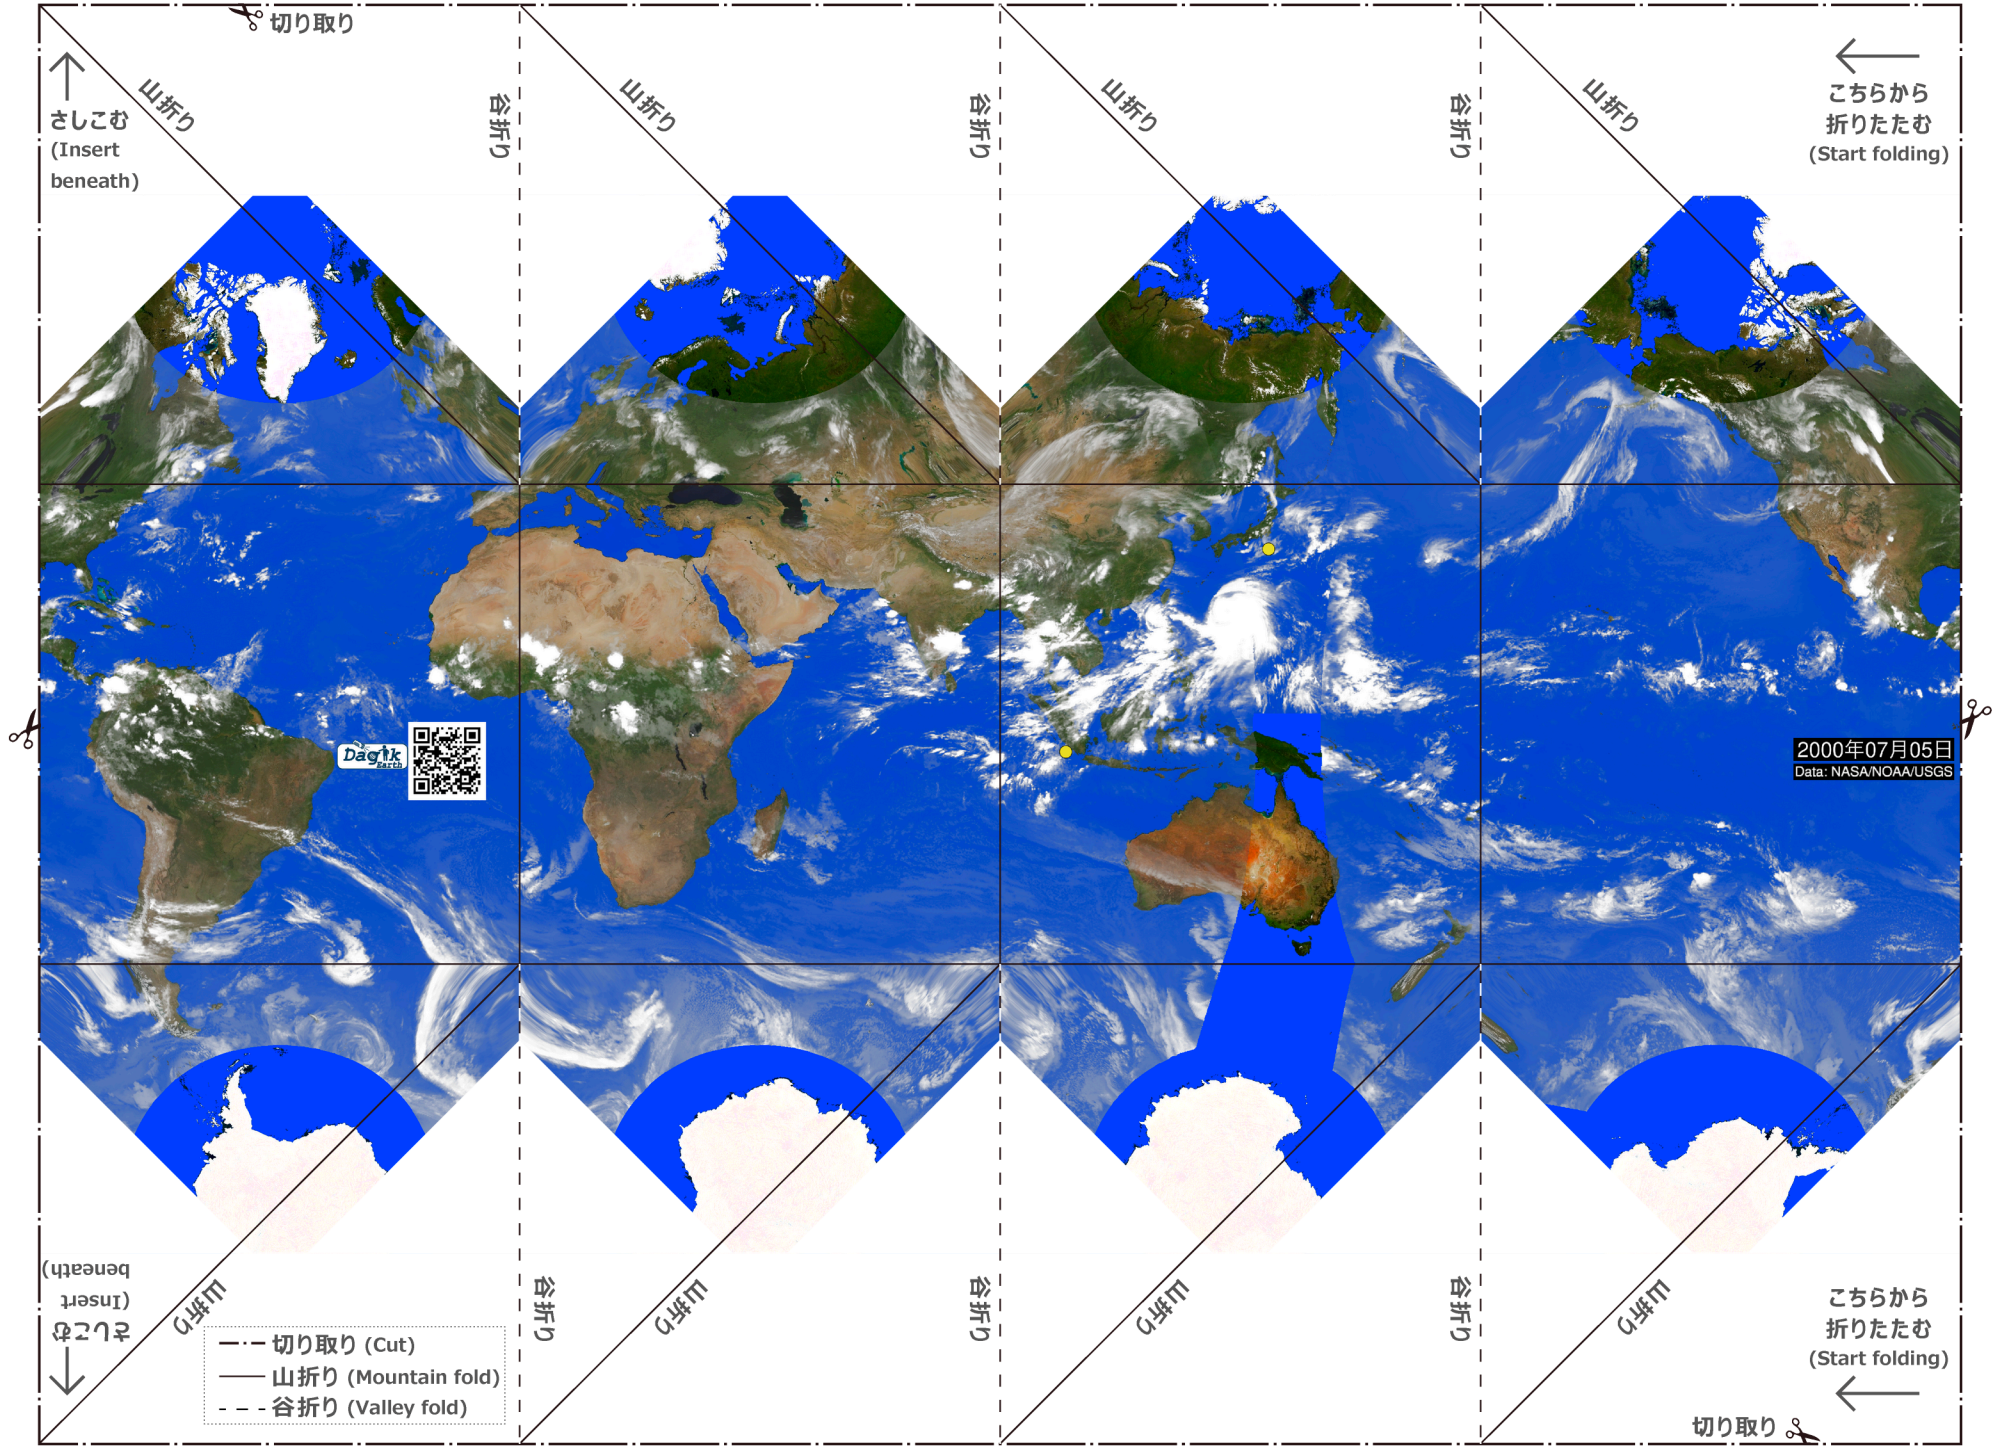 切り取り
さしこむ
(Insert
beneath)
山折り
谷折り
山折り
谷折り
山折り
谷折り
山折り
こちらから
折りたたむ
(Start folding)
Dagik
Earth
2000年07月05日
Data: NASA/NOAA/USGS
さしこむ
(Insert
beneath)
山折り
谷折り
山折り
谷折り
山折り
谷折り
山折り
こちらから
折りたたむ
(Start folding)
切り取り (Cut)
山折り (Mountain fold)
谷折り (Valley fold)
切り取り